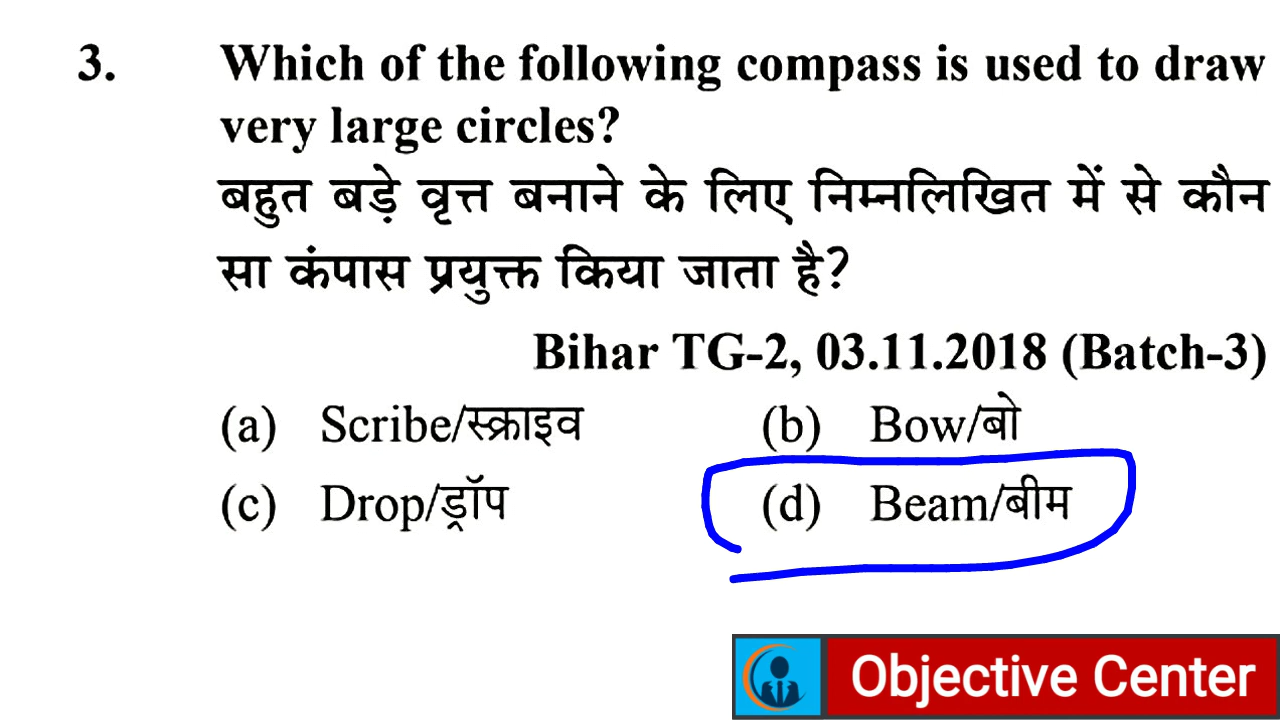 3. Which of the following compass is used to draw
very large circles?
बहुत बड़े वृत्त बनाने के लिए निम्नलिखित में से कौन
सा कंपास प्रयुक्त किया जाता है?
Bihar TG-2, 03.11.2018 (Batch-3)
(a) Scribe/स्क्राइव (b) Bow/बो
(c) Drop/ड्रॉप (d) Beam/बीम
Objective Center